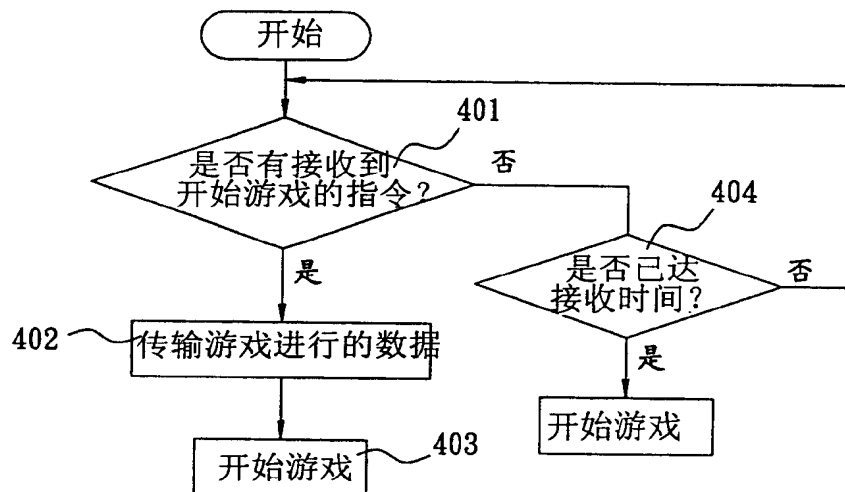 开始
401
是否有接收到
开始游戏的指令?
否
404
是否已达
接收时间?
否
是
402
传输游戏进行的数据
是
开始游戏
403
开始游戏